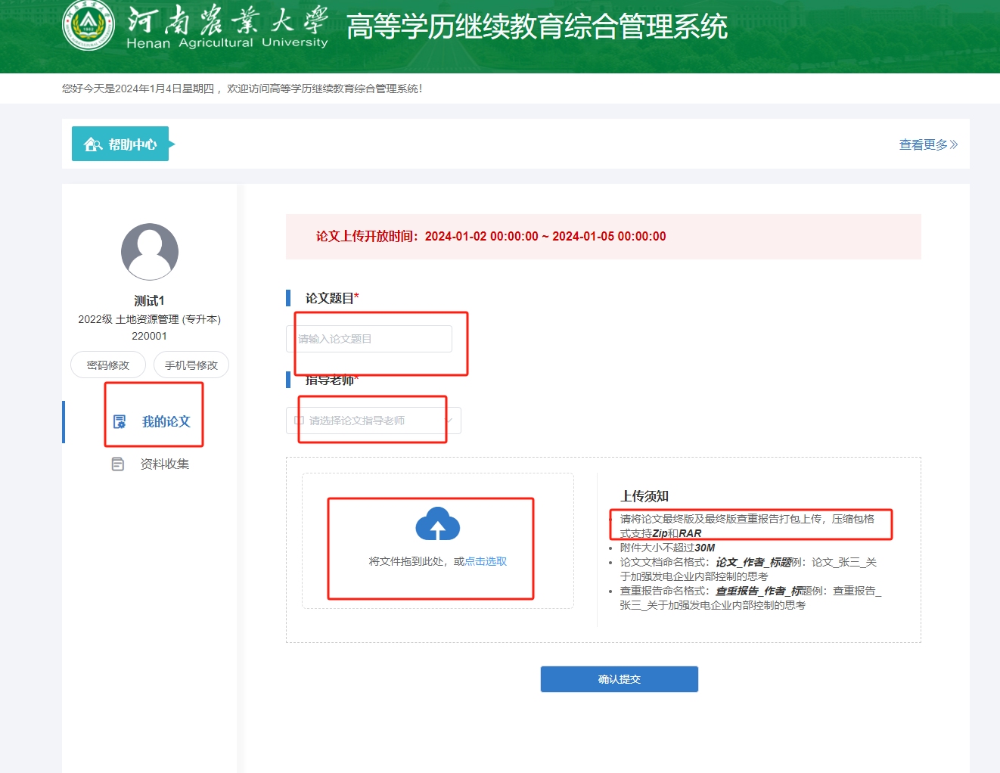 河南农業大學
Henan Agricultural University
高等学历继续教育综合管理系统
您好今天是2024年1月4日星期四 ，欢迎访问高等学历继续教育综合管理系统!
帮助中心
查看更多
论文上传开放时间：2024-01-02 00:00:00 ~ 2024-01-05 00:00:00
测试1
2022级 土地资源管理 (专升本)
220001
密码修改
手机号修改
我的论文
资料收集
论文题目*
请输入论文题目
指导老师*
请选择论文指导老师
将文件拖到此处，或点击选取
上传须知
请将论文最终版及最终版查重报告打包上传，压缩包格
式支持Zip和RAR
附件大小不超过30M
论文文档命名格式：论文_作者_标题例：论文_张三_关
于加强发电企业内部控制的思考
查重报告命名格式：查重报告_作者_标题例：查重报告_
张三_关于加强发电企业内部控制的思考
确认提交